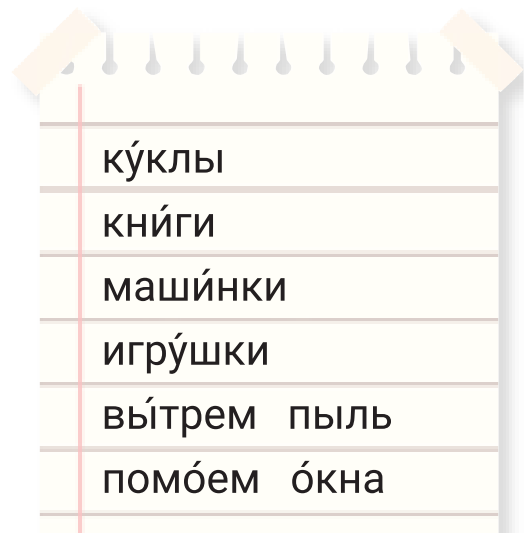 ку́клы
кни́ги
маши́нки
игру́шки
вы́трем пыль
помо́ем о́кна